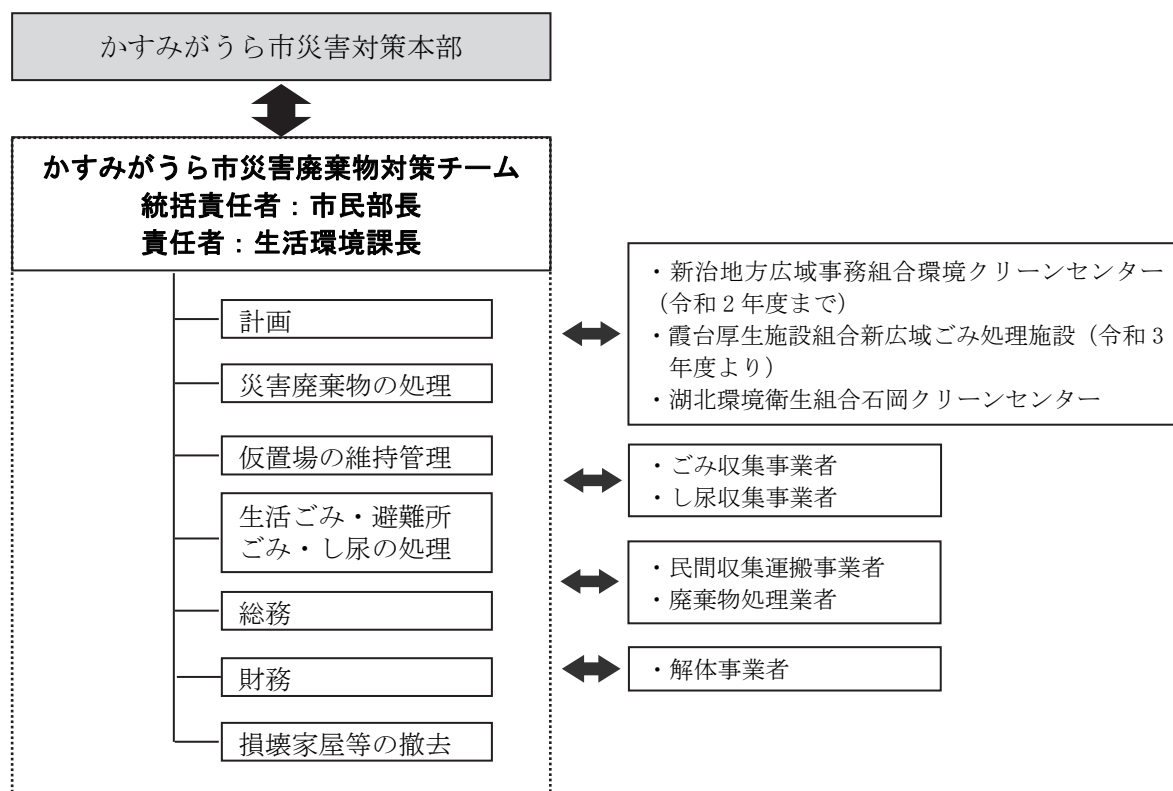 かすみがうら市災害対策本部
かすみがうら市災害廃棄物対策チーム
統括責任者：市民部長
責任者：生活環境課長
計画
災害廃棄物の処理
仮置場の維持管理
生活ごみ・避難所
ごみ・し尿の処理
総務
財務
損壊家屋等の撤去
・新治地方広域事務組合環境クリーンセンター
（令和２年度まで）
・霞台厚生施設組合新広域ごみ処理施設（令和３
年度より）
・湖北環境衛生組合石岡クリーンセンター
・ごみ収集事業者
・し尿収集事業者
・民間収集運搬事業者
・廃棄物処理業者
・解体事業者